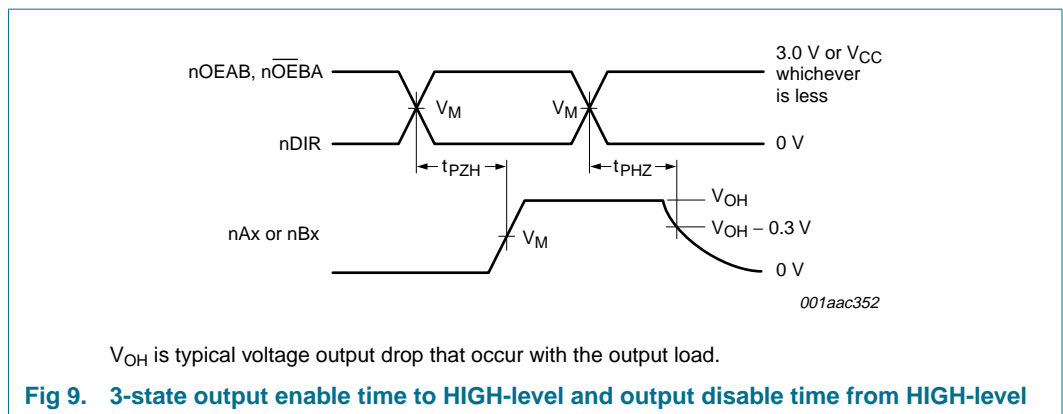 nOEAB, nO̅E̅BA
3.0 V or VCC
whichever
is less
VM
VM
nDIR
0 V
tPZH
tPHZ
VOH
VOH − 0.3 V
nAx or nBx
VM
0 V
001aac352
VOH is typical voltage output drop that occur with the output load.
Fig 9. 3-state output enable time to HIGH-level and output disable time from HIGH-level